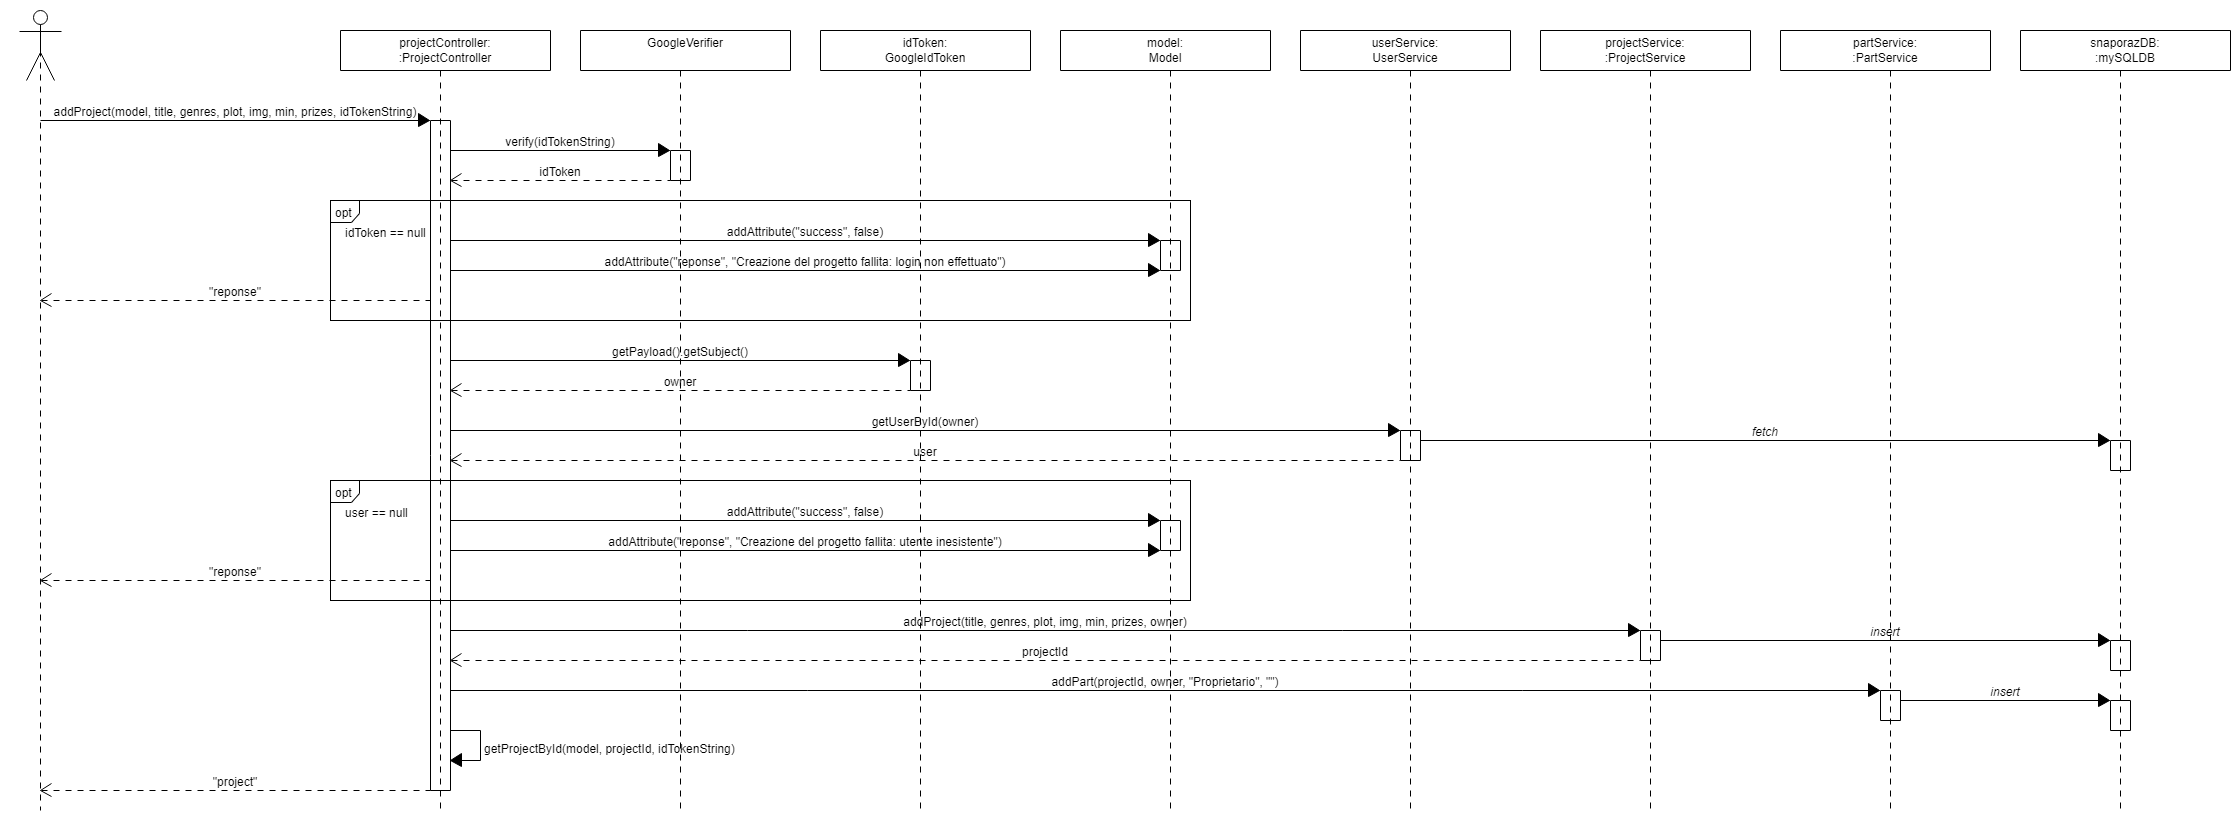 projectController:
:ProjectController
GoogleVerifier
idToken:
GoogleIdToken
model:
Model
userService:
UserService
projectService:
:ProjectService
partService:
:PartService
snaporazDB:
:mySQLDB
addProject(model, title, genres, plot, img, min, prizes, idTokenString)
verify(idTokenString)
idToken
opt
idToken == null
addAttribute("success", false)
addAttribute("reponse", "Creazione del progetto fallita: login non effettuato")
"reponse"
getPayload().getSubject()
owner
getUserById(owner)
fetch
user
opt
user == null
addAttribute("success", false)
addAttribute("reponse", "Creazione del progetto fallita: utente inesistente")
"reponse"
addProject(title, genres, plot, img, min, prizes, owner)
insert
projectId
addPart(projectId, owner, "Proprietario", "")
insert
getProjectById(model, projectId, idTokenString)
"project"